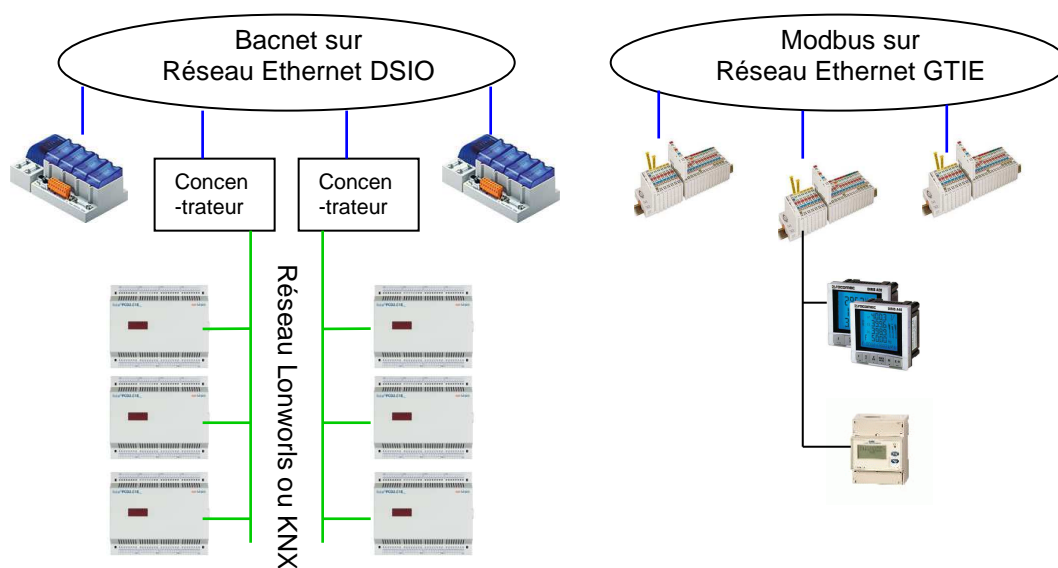 Bacnet sur
Réseau Ethernet DSIO
Modbus sur
Réseau Ethernet GTIE
Concen
-trateur
Concen
-trateur
Réseau Lonworls ou KNX